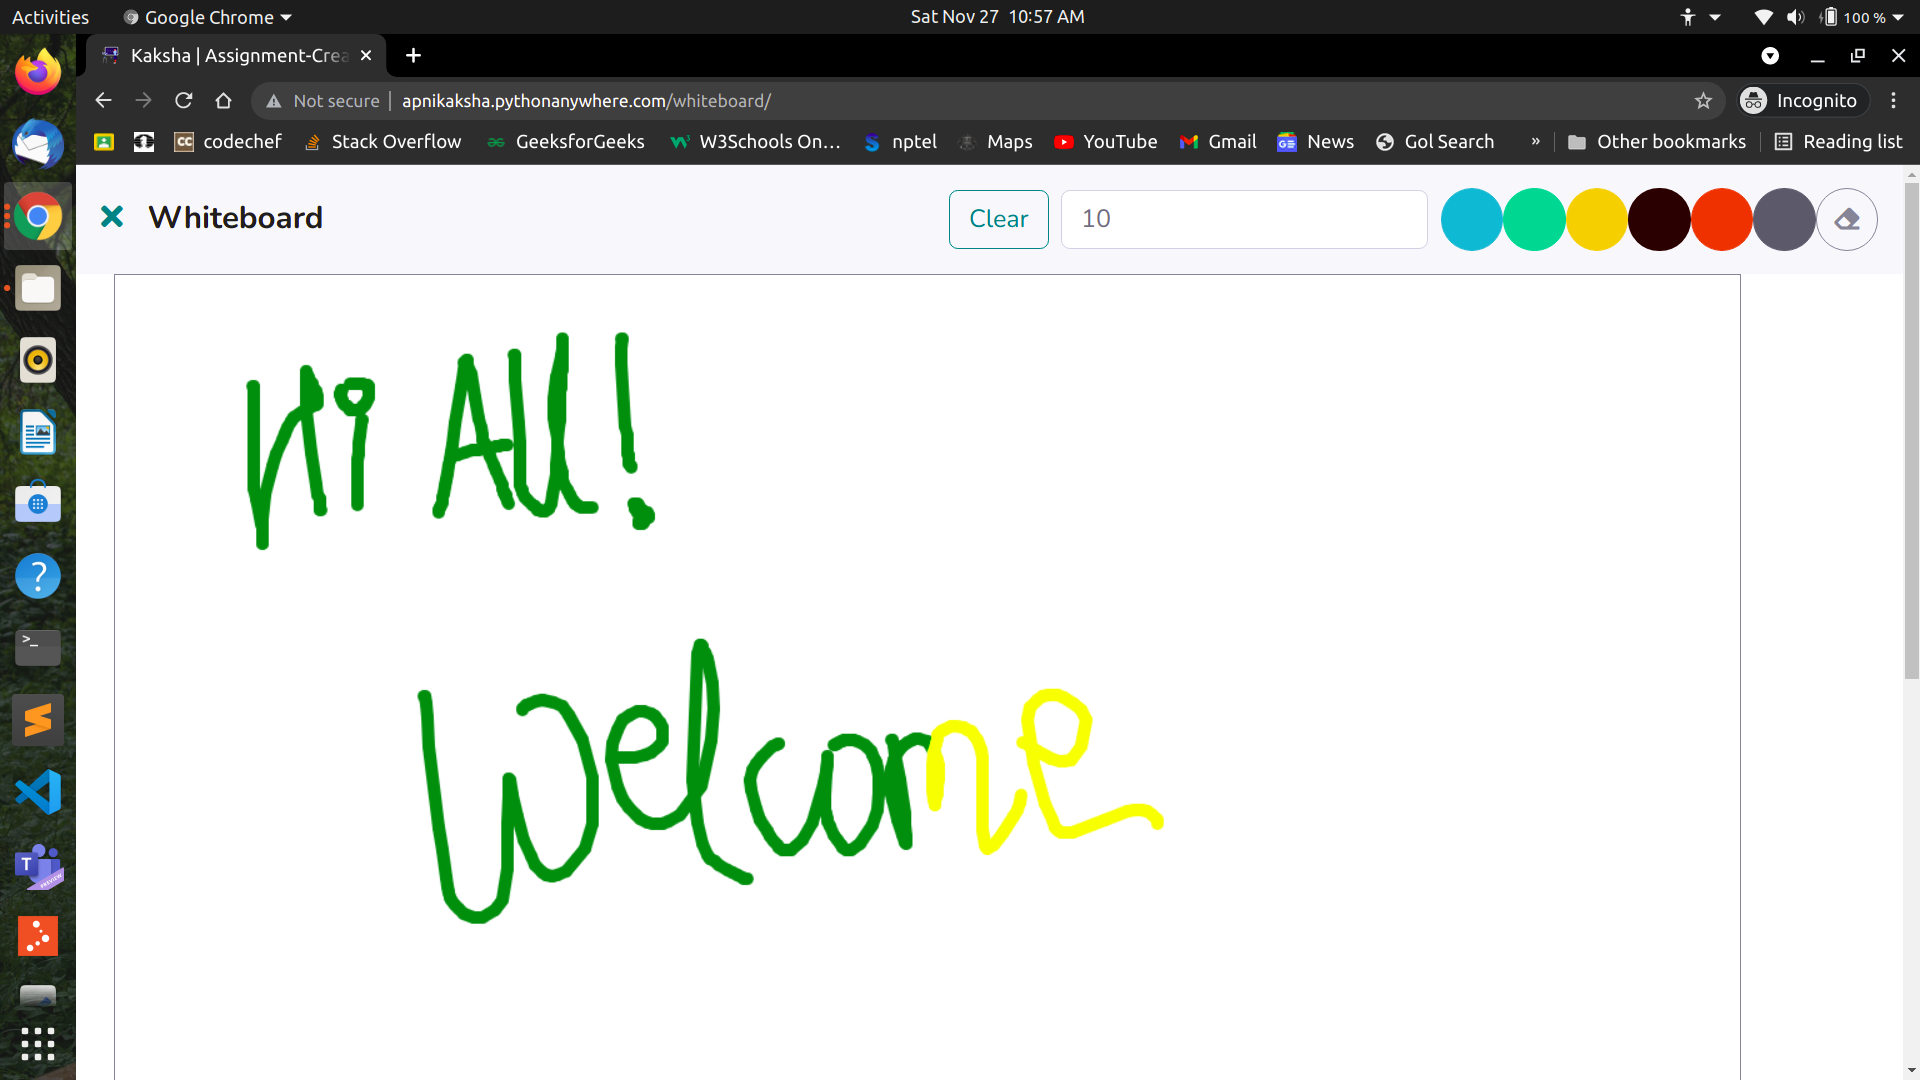 Activities Google Chrome Sat Nov 27 10:57 AM 100 %
Kaksha | Assignment-Crea
Not secure apnikaksha.pythonanywhere.com/whiteboard/ Incognito
codechef Stack Overflow GeeksforGeeks W3Schools On... nptel Maps YouTube Gmail News Gol Search » Other bookmarks Reading list
Whiteboard Clear 10
Hi All!
Welcome